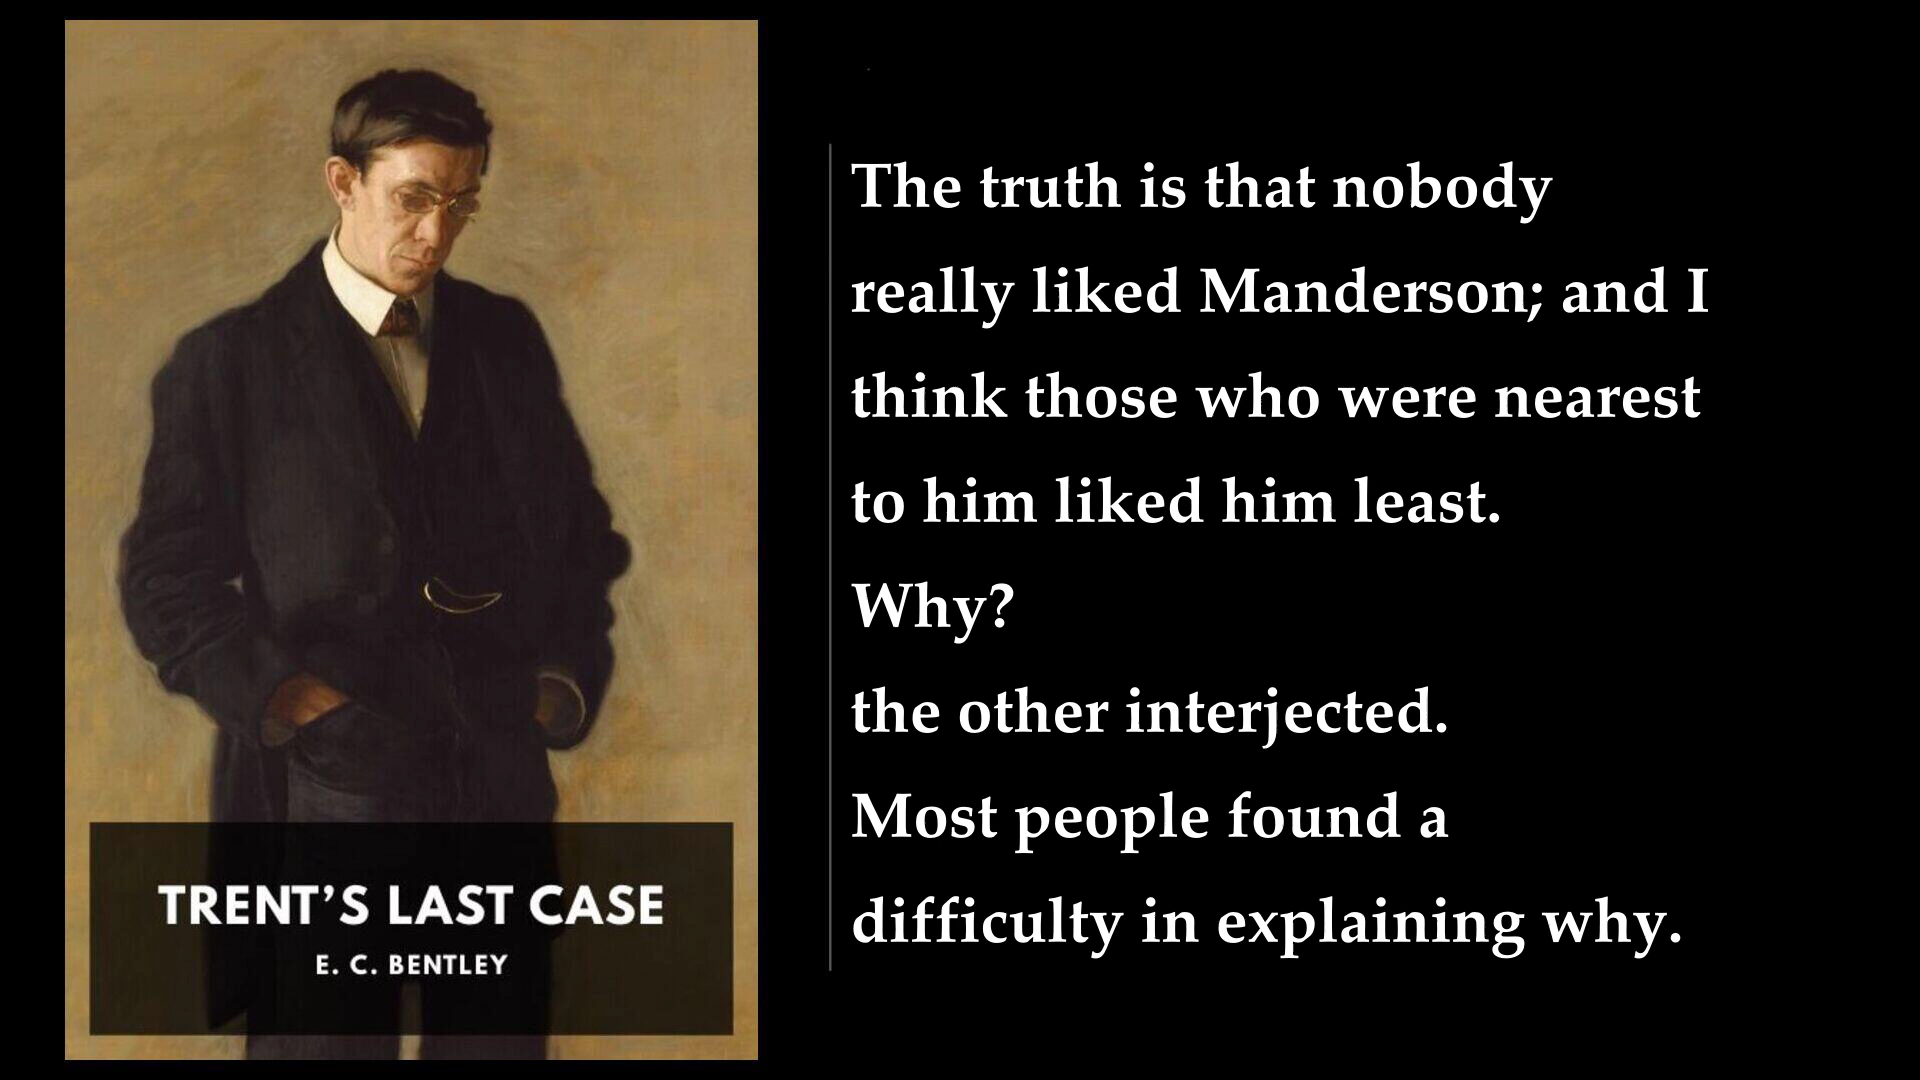 TRENT’S LAST CASE
E. C. BENTLEY
The truth is that nobody
really liked Manderson; and I
think those who were nearest
to him liked him least.
Why?
the other interjected.
Most people found a
difficulty in explaining why.